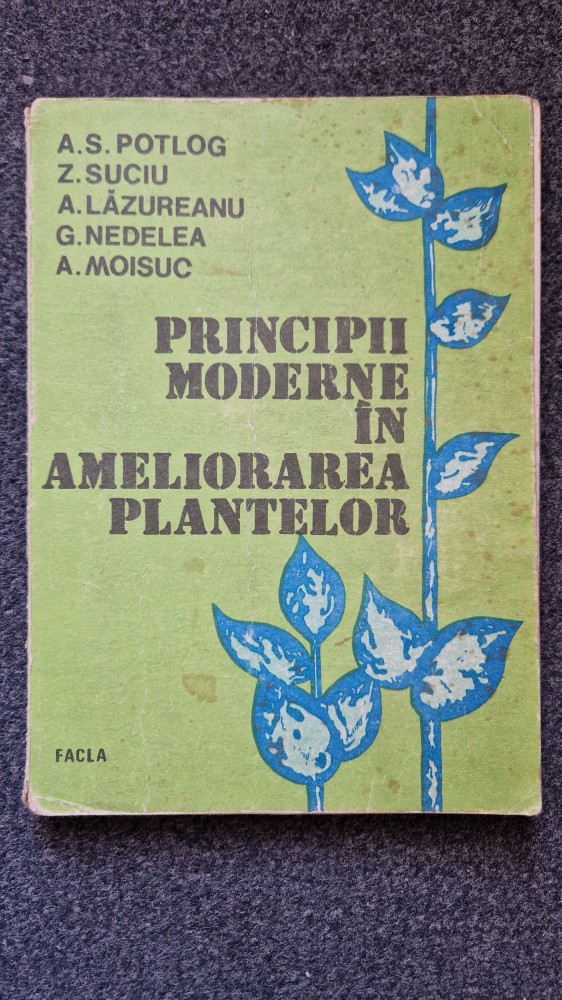 A.S. POTLOG
Z. SUCIU
A. LĂZUREANU
G. NEDELEA
A. MOISUC
PRINCIPII
MODERNE
ÎN
AMELIORAREA
PLANTELOR
FACLA